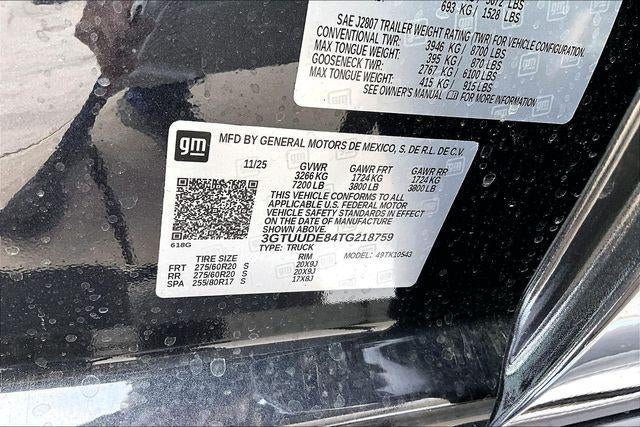 693 KG / 1528 LBS
SAE J2807 TRAILER WEIGHT RATING (TWR) FOR VEHICLE CONFIGURATION.
CONVENTIONAL TWR: 3946 KG / 8700 LBS
MAX TONGUE WEIGHT: 395 KG / 870 LBS
GOOSENECK TWR: 2767 KG / 6100 LBS
MAX TONGUE WEIGHT: 415 KG / 915 LBS
SEE OWNER'S MANUAL FOR MORE INFORMATION
gm MFD BY GENERAL MOTORS DE MEXICO, S. DE R.L. DE C.V.
11/25 GVWR GAWR FRT GAWR RR
3266 KG 1724 KG 1724 KG
7200 LB 3800 LB 3800 LB
THIS VEHICLE CONFORMS TO ALL
APPLICABLE U.S. FEDERAL MOTOR
VEHICLE SAFETY STANDARDS IN EFFECT
ON THE DATE OF MANUFACTURE
SHOWN ABOVE.
3GTUUDE84TG218759
618G TYPE: TRUCK MODEL: 49TK10543
TIRE SIZE RIM
FRT 275/60R20 S 20X9J
RR 275/60R20 S 20X9J
SPA 255/80R17 S 17X8J